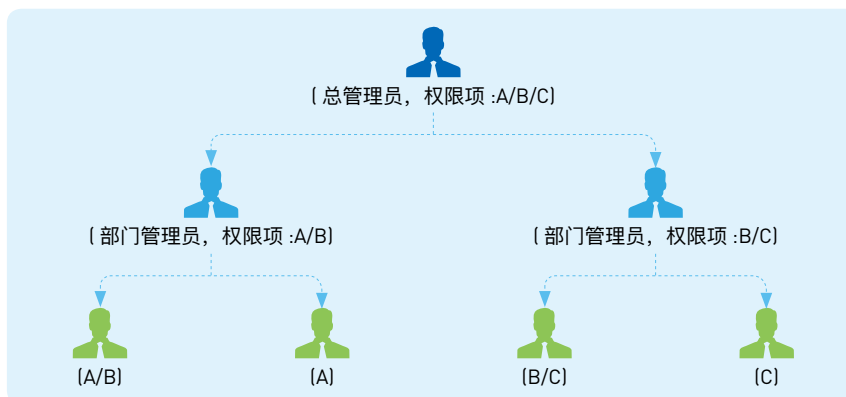 ( 总管理员，权限项 :A/B/C)
( 部门管理员，权限项 :A/B)
( 部门管理员，权限项 :B/C)
(A/B)
(A)
(B/C)
(C)